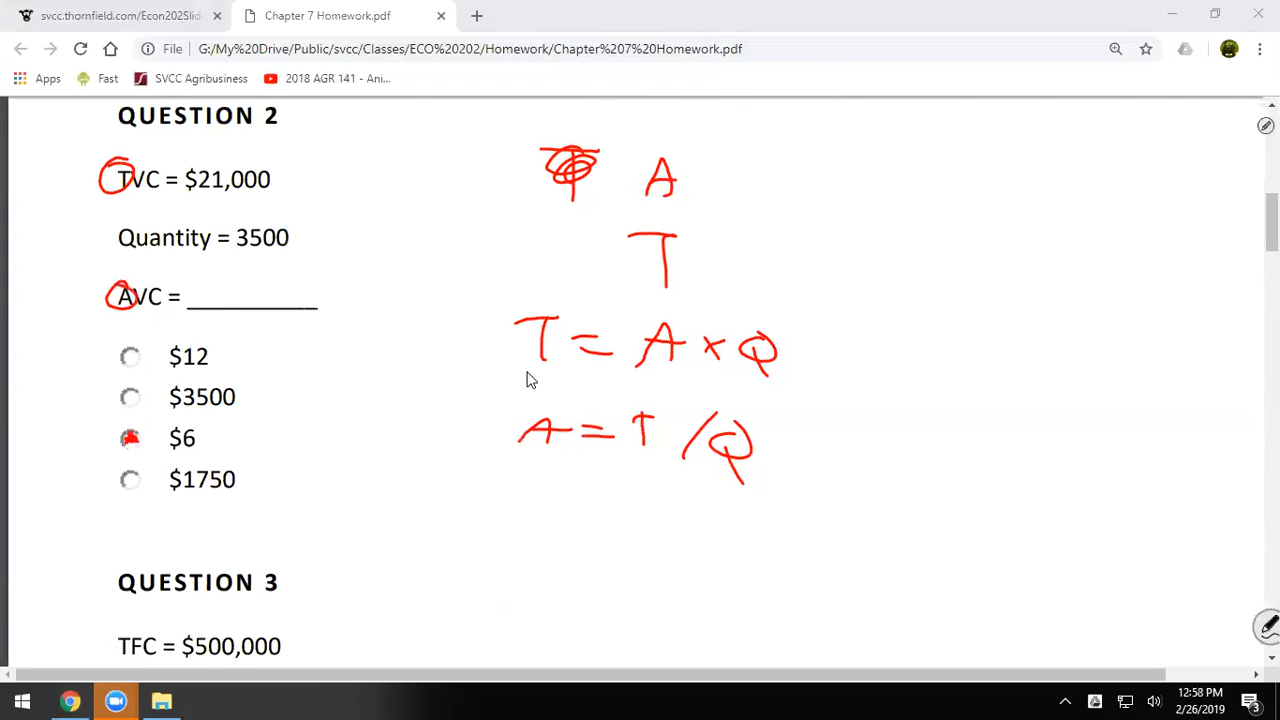 svcc.thornfield.com/Econ202Slid
Chapter 7 Homework.pdf
File
G:/My%20Drive/Public/svcc/Classes/ECO%20202/Homework/Chapter%207%20Homework.pdf
Apps
Fast
SVCC Agribusiness
2018 AGR 141 - Ani...
QUESTION 2
TVC = $21,000
Quantity = 3500
AVC = __________
$12
$3500
$6
$1750
T A
T
T = A × Q
A = T / Q
QUESTION 3
TFC = $500,000
12:58 PM
2/26/2019
3